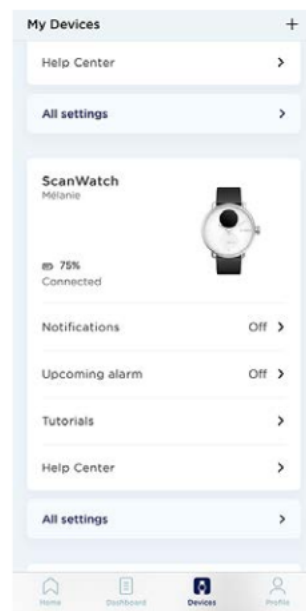 My Devices +
Help Center >
All settings >
ScanWatch
Mélanie
75%
Connected
Notifications Off >
Upcoming alarm Off >
Tutorials >
Help Center >
All settings >
Home Dashboard Devices Profile